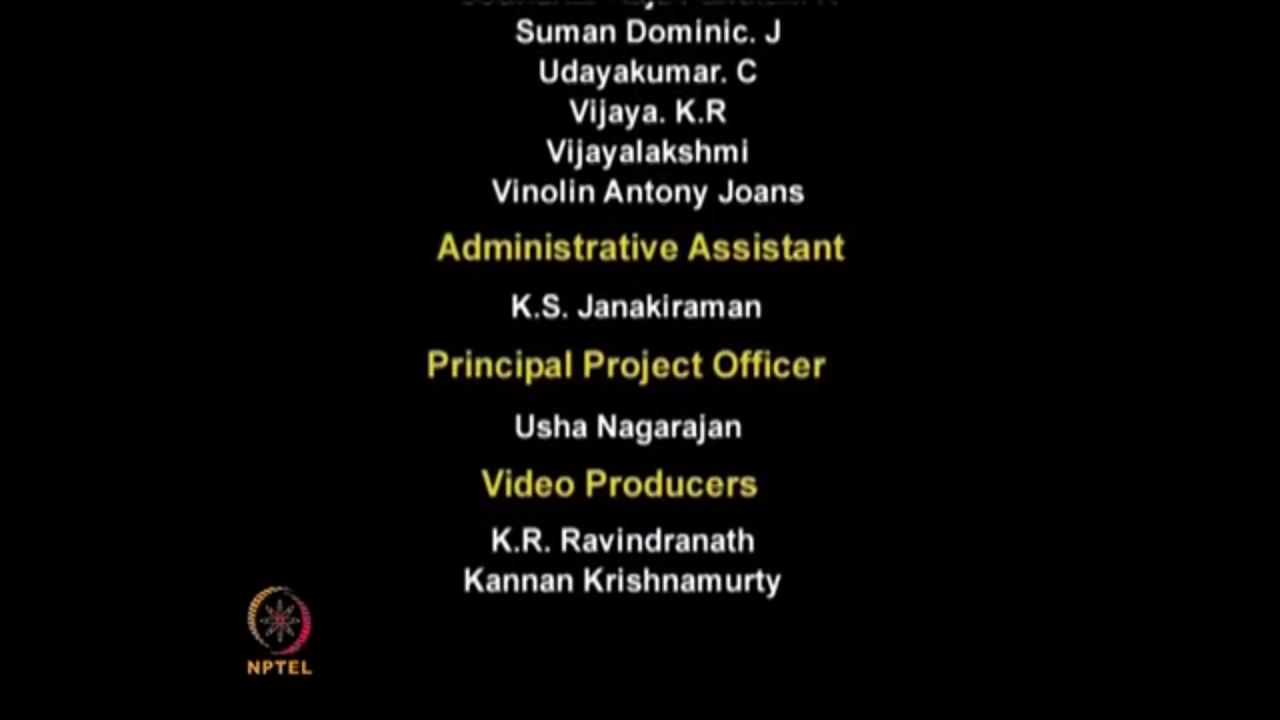 Suman Dominic. J
Udayakumar. C
Vijaya. K.R
Vijayalakshmi
Vinolin Antony Joans
Administrative Assistant
K.S. Janakiraman
Principal Project Officer
Usha Nagarajan
Video Producers
K.R. Ravindranath
Kannan Krishnamurty
NPTEL